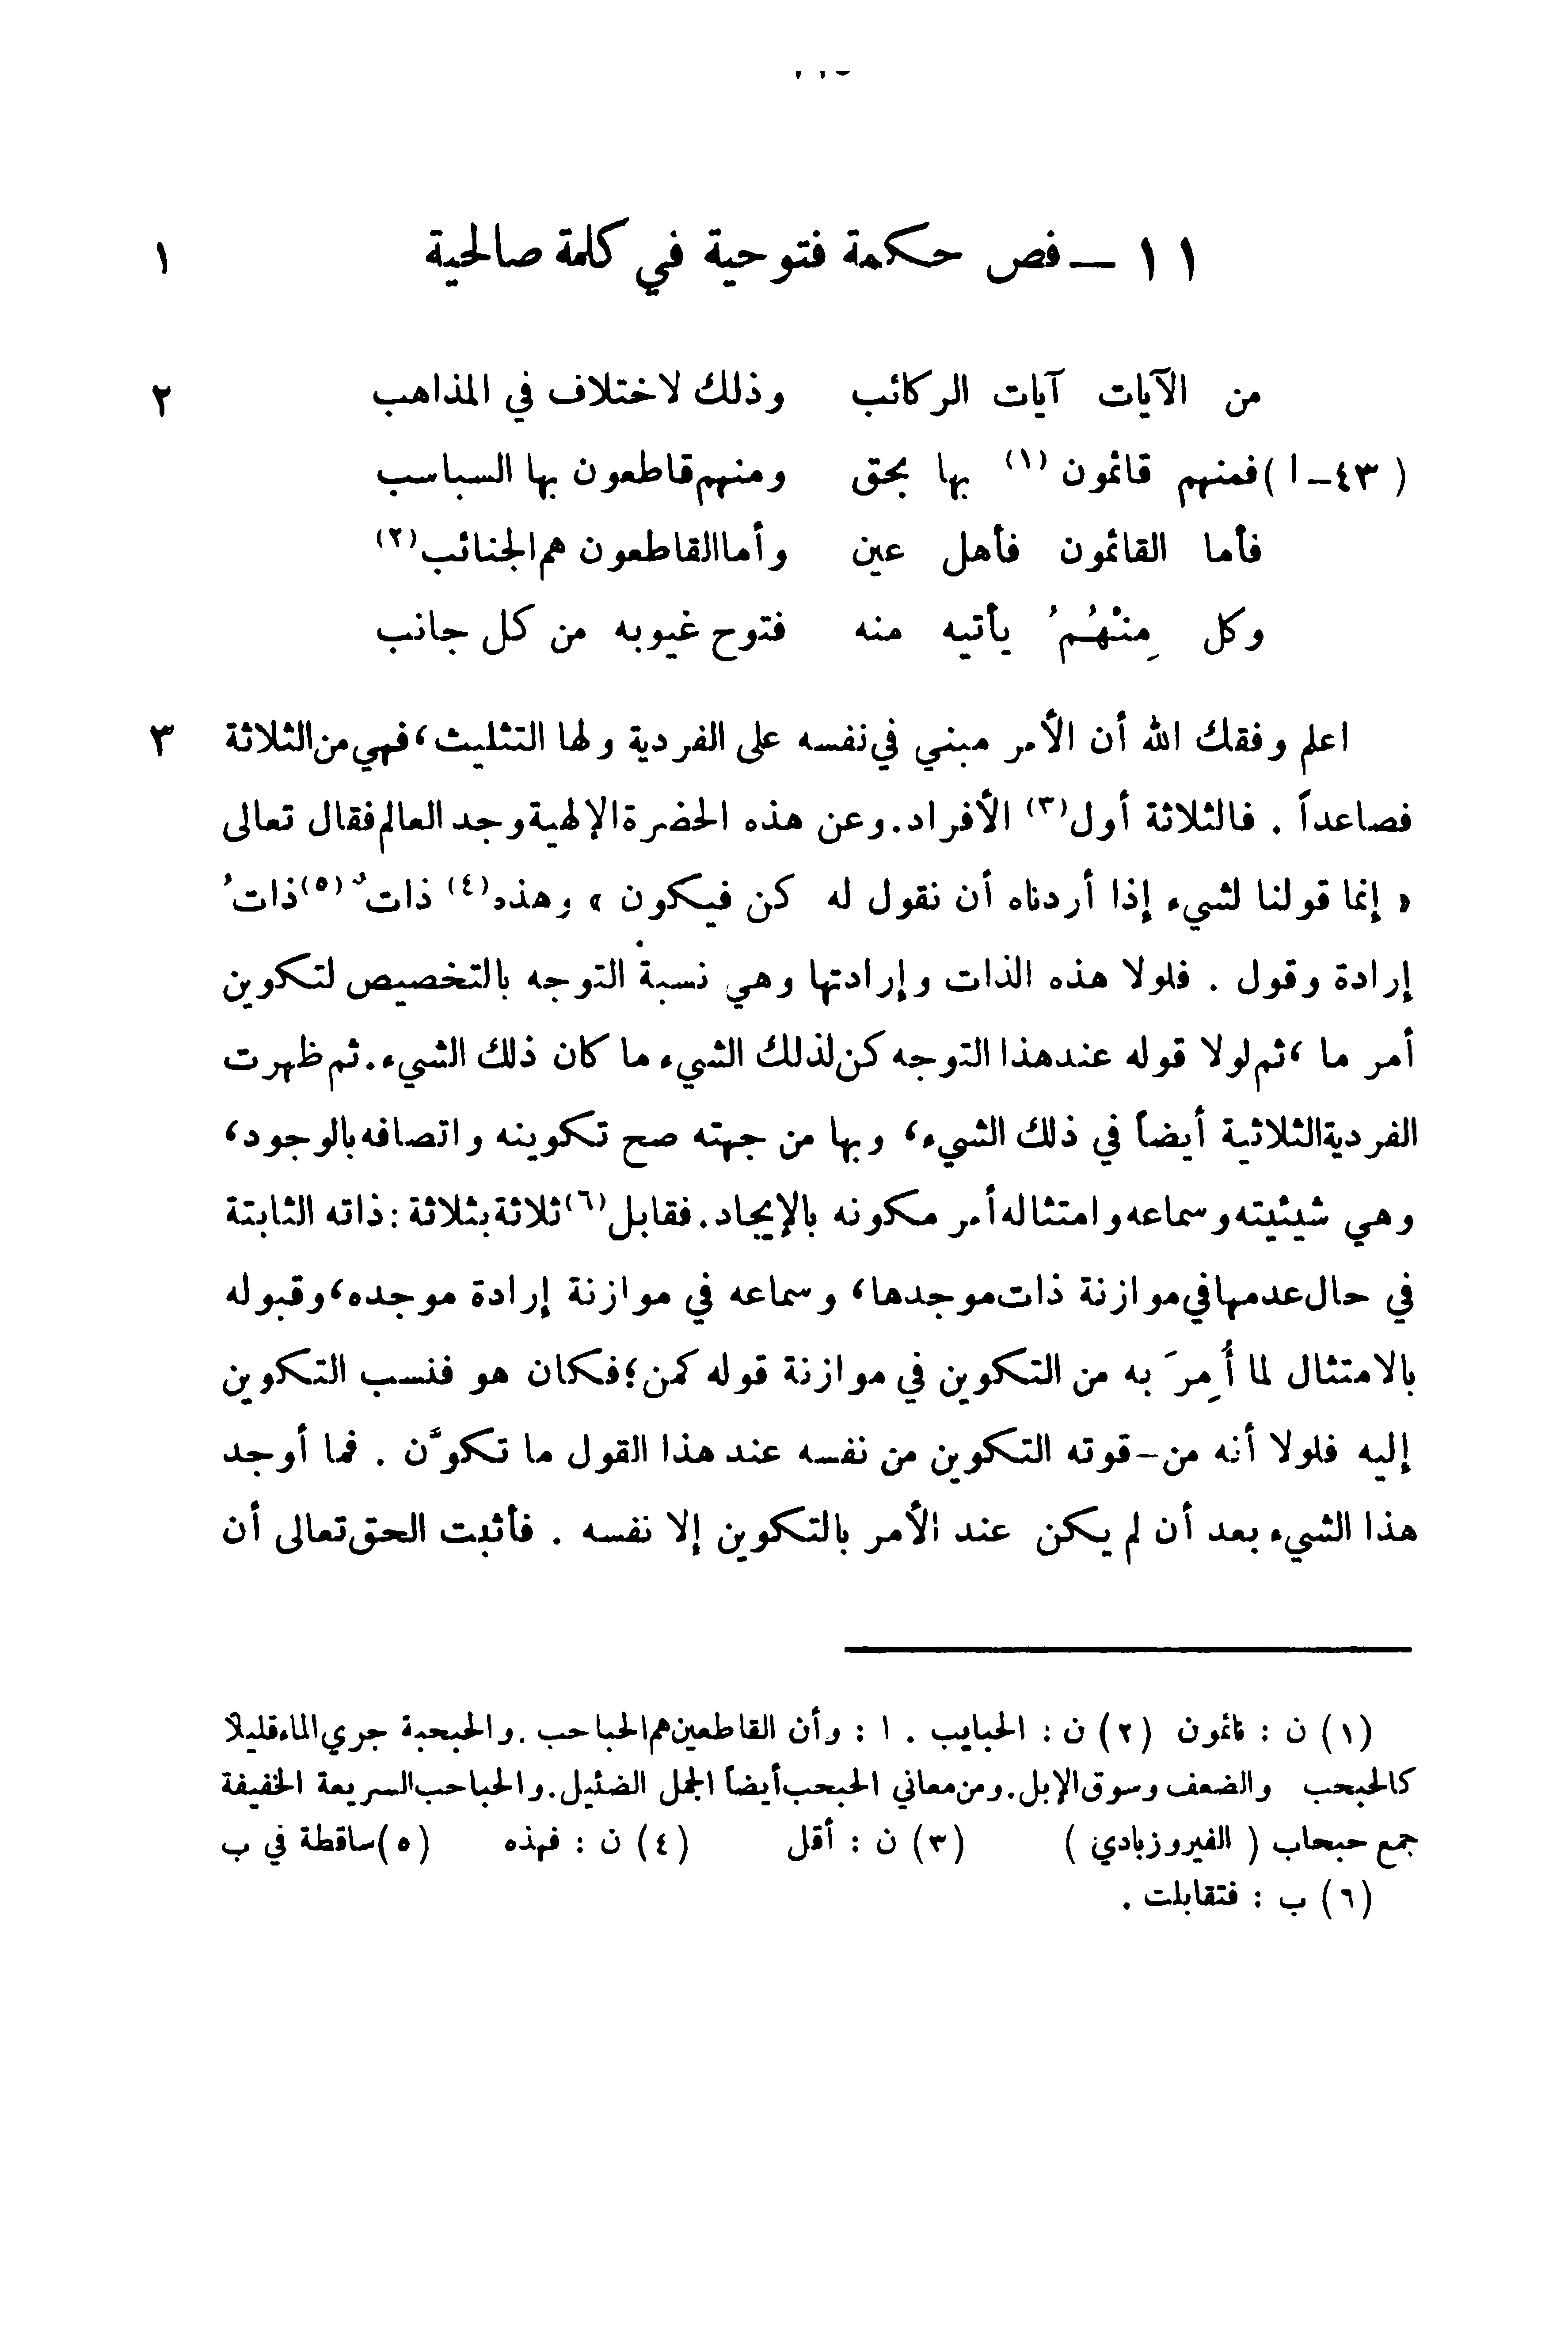 ١١ — فص حكمة فتوحية في كلمة صالحية ١
من الآيات آيات الركائب وذلك لاختلاف في المذاهب ٢
( ٤٣-ا ) فمنهم قائمون (١) بها بحق ومنهم قاطعون بها السباسب
فأما القائمون فأهل عين وأما القاطعون هم الجنائب (٢)
وكل مِنْهُمُ يأتيه منه فتوح غيوبه من كل جانب
اعلم وفقك الله أن الأمر مبني في نفسه على الفردية ولها التثليث، فهي من الثلاثة ٣
فصاعداً . فالثلاثة أول (٣) الأفراد. وعن هذه الحضرة الإلهية وجد العالم فقال تعالى
« إنما قولنا لشيء إذا أردناه أن نقول له كن فيكون » وهذه (٤) ذاتٌ (٥) ذاتُ
إرادة وقول . فلولا هذه الذات وإرادتها وهي نسبة التوجه بالتخصيص لتكوين
أمر ما ، ثم لولا قوله عند هذا التوجه كن لذلك الشيء ما كان ذلك الشيء. ثم ظهرت
الفردية الثلاثية أيضاً في ذلك الشيء، وبها من جهته صح تكوينه واتصافه بالوجود،
وهي شيئيته وسماعه وامتثاله أمر مكونه بالإيجاد. فقابل (٦) ثلاثة بثلاثة : ذاته الثابتة
في حال عدمها في موازنة ذات موجدها، وسماعه في موازنة إرادة موجده، وقبوله
بالامتثال لما أُمِرَ به من التكوين في موازنة قوله كن؛ فكان هو فنسب التكوين
إليه فلولا أنه من-قوته التكوين من نفسه عند هذا القول ما تكوَّن . فما أوجد
هذا الشيء بعد أن لم يكن عند الأمر بالتكوين إلا نفسه . فأثبت الحق تعالى أن
(١) ن : نائمون (٢) ن : الحبايب . ا : وأن القاطعين هم الحباحب. والحبحبة جري الماء قليلاً
كالحبحب والضعف وسوق الإبل. ومن معاني الحبحب أيضاً الجمل الضئيل. والحباحب السريعة الخفيفة
جمع حبحاب ( الفيروزبادي ) (٣) ن : أقل (٤) ن : فهذه (٥) ساقطة في ب
(٦) ب : فتقابلت .